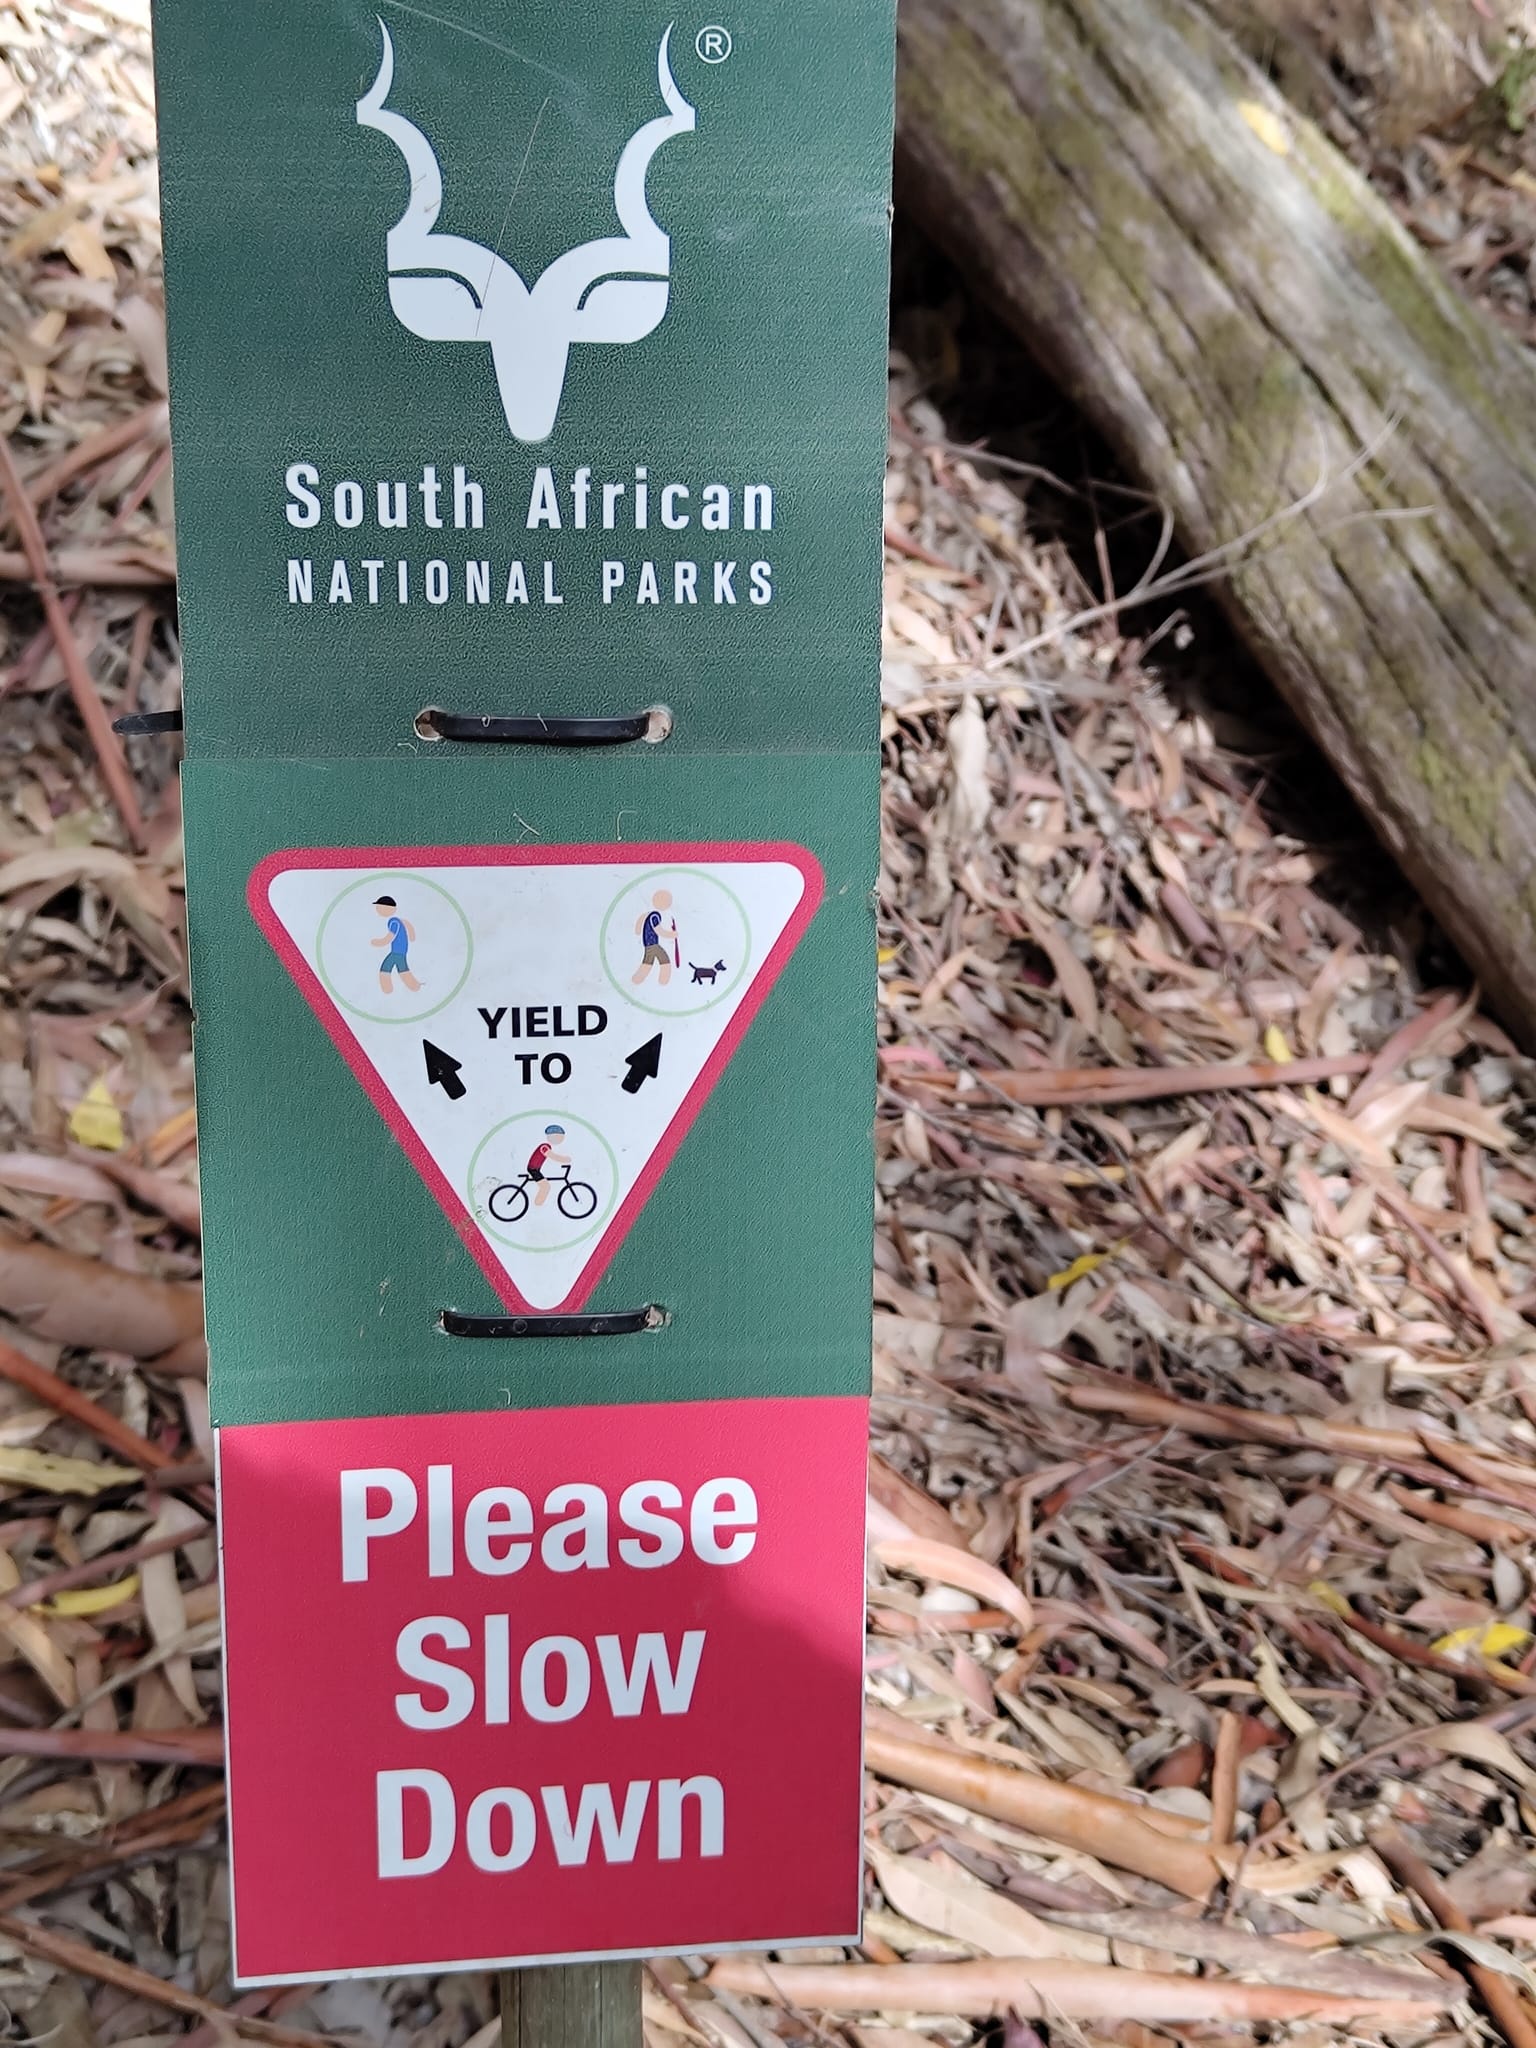 ®
South African
NATIONAL PARKS
YIELD
TO
Please
Slow
Down